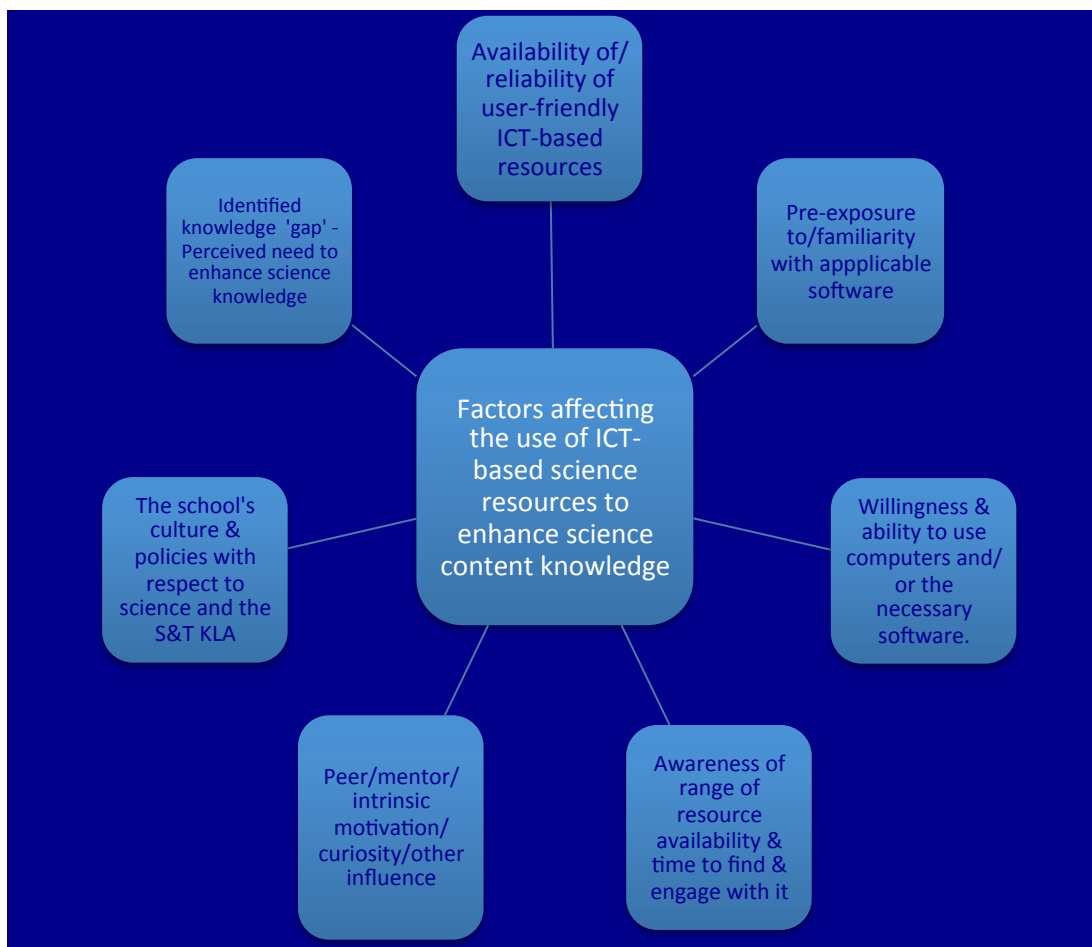 Availability of/
reliability of
user-friendly
ICT-based
resources
Pre-exposure
to/familiarity
with appplicable
software
Willingness &
ability to use
computers and/
or the
necessary
software.
Awareness of
range of
resource
availability &
time to find &
engage with it
Peer/mentor/
intrinsic
motivation/
curiosity/other
influence
The school's
culture &
policies with
respect to
science and the
S&T KLA
Identified
knowledge 'gap' -
Perceived need to
enhance science
knowledge
Factors affecting
the use of ICT-
based science
resources to
enhance science
content knowledge